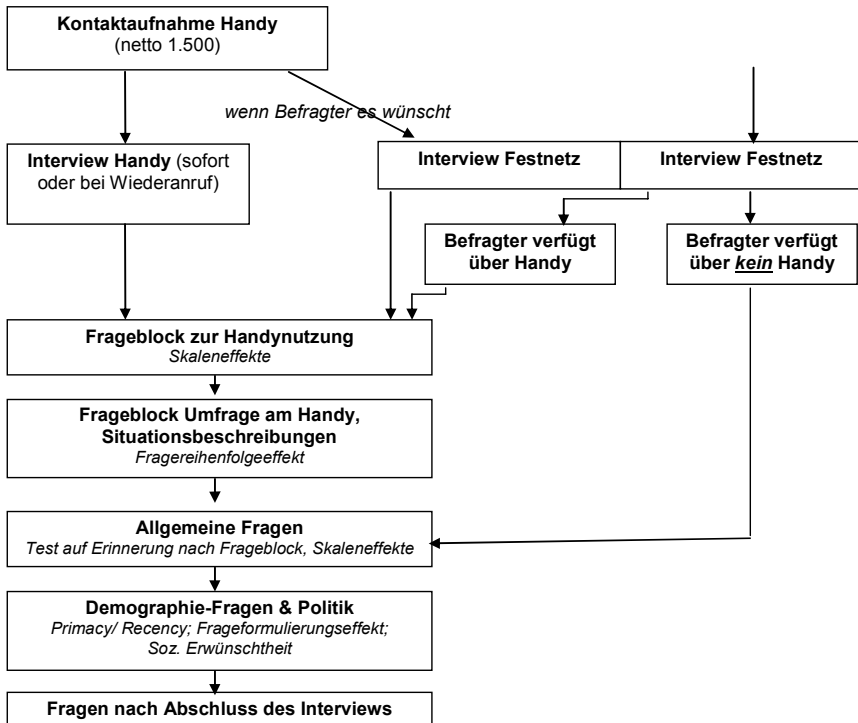 Kontaktaufnahme Handy
(netto 1.500)
wenn Befragter es wünscht
Interview Handy (sofort
oder bei Wiederanruf)
Interview Festnetz
Interview Festnetz
Befragter verfügt
über Handy
Befragter verfügt
über kein Handy
Frageblock zur Handynutzung
Skaleneffekte
Frageblock Umfrage am Handy,
Situationsbeschreibungen
Fragereihenfolgeeffekt
Allgemeine Fragen
Test auf Erinnerung nach Frageblock, Skaleneffekte
Demographie-Fragen & Politik
Primacy/ Recency; Frageformulierungseffekt;
Soz. Erwünschtheit
Fragen nach Abschluss des Interviews